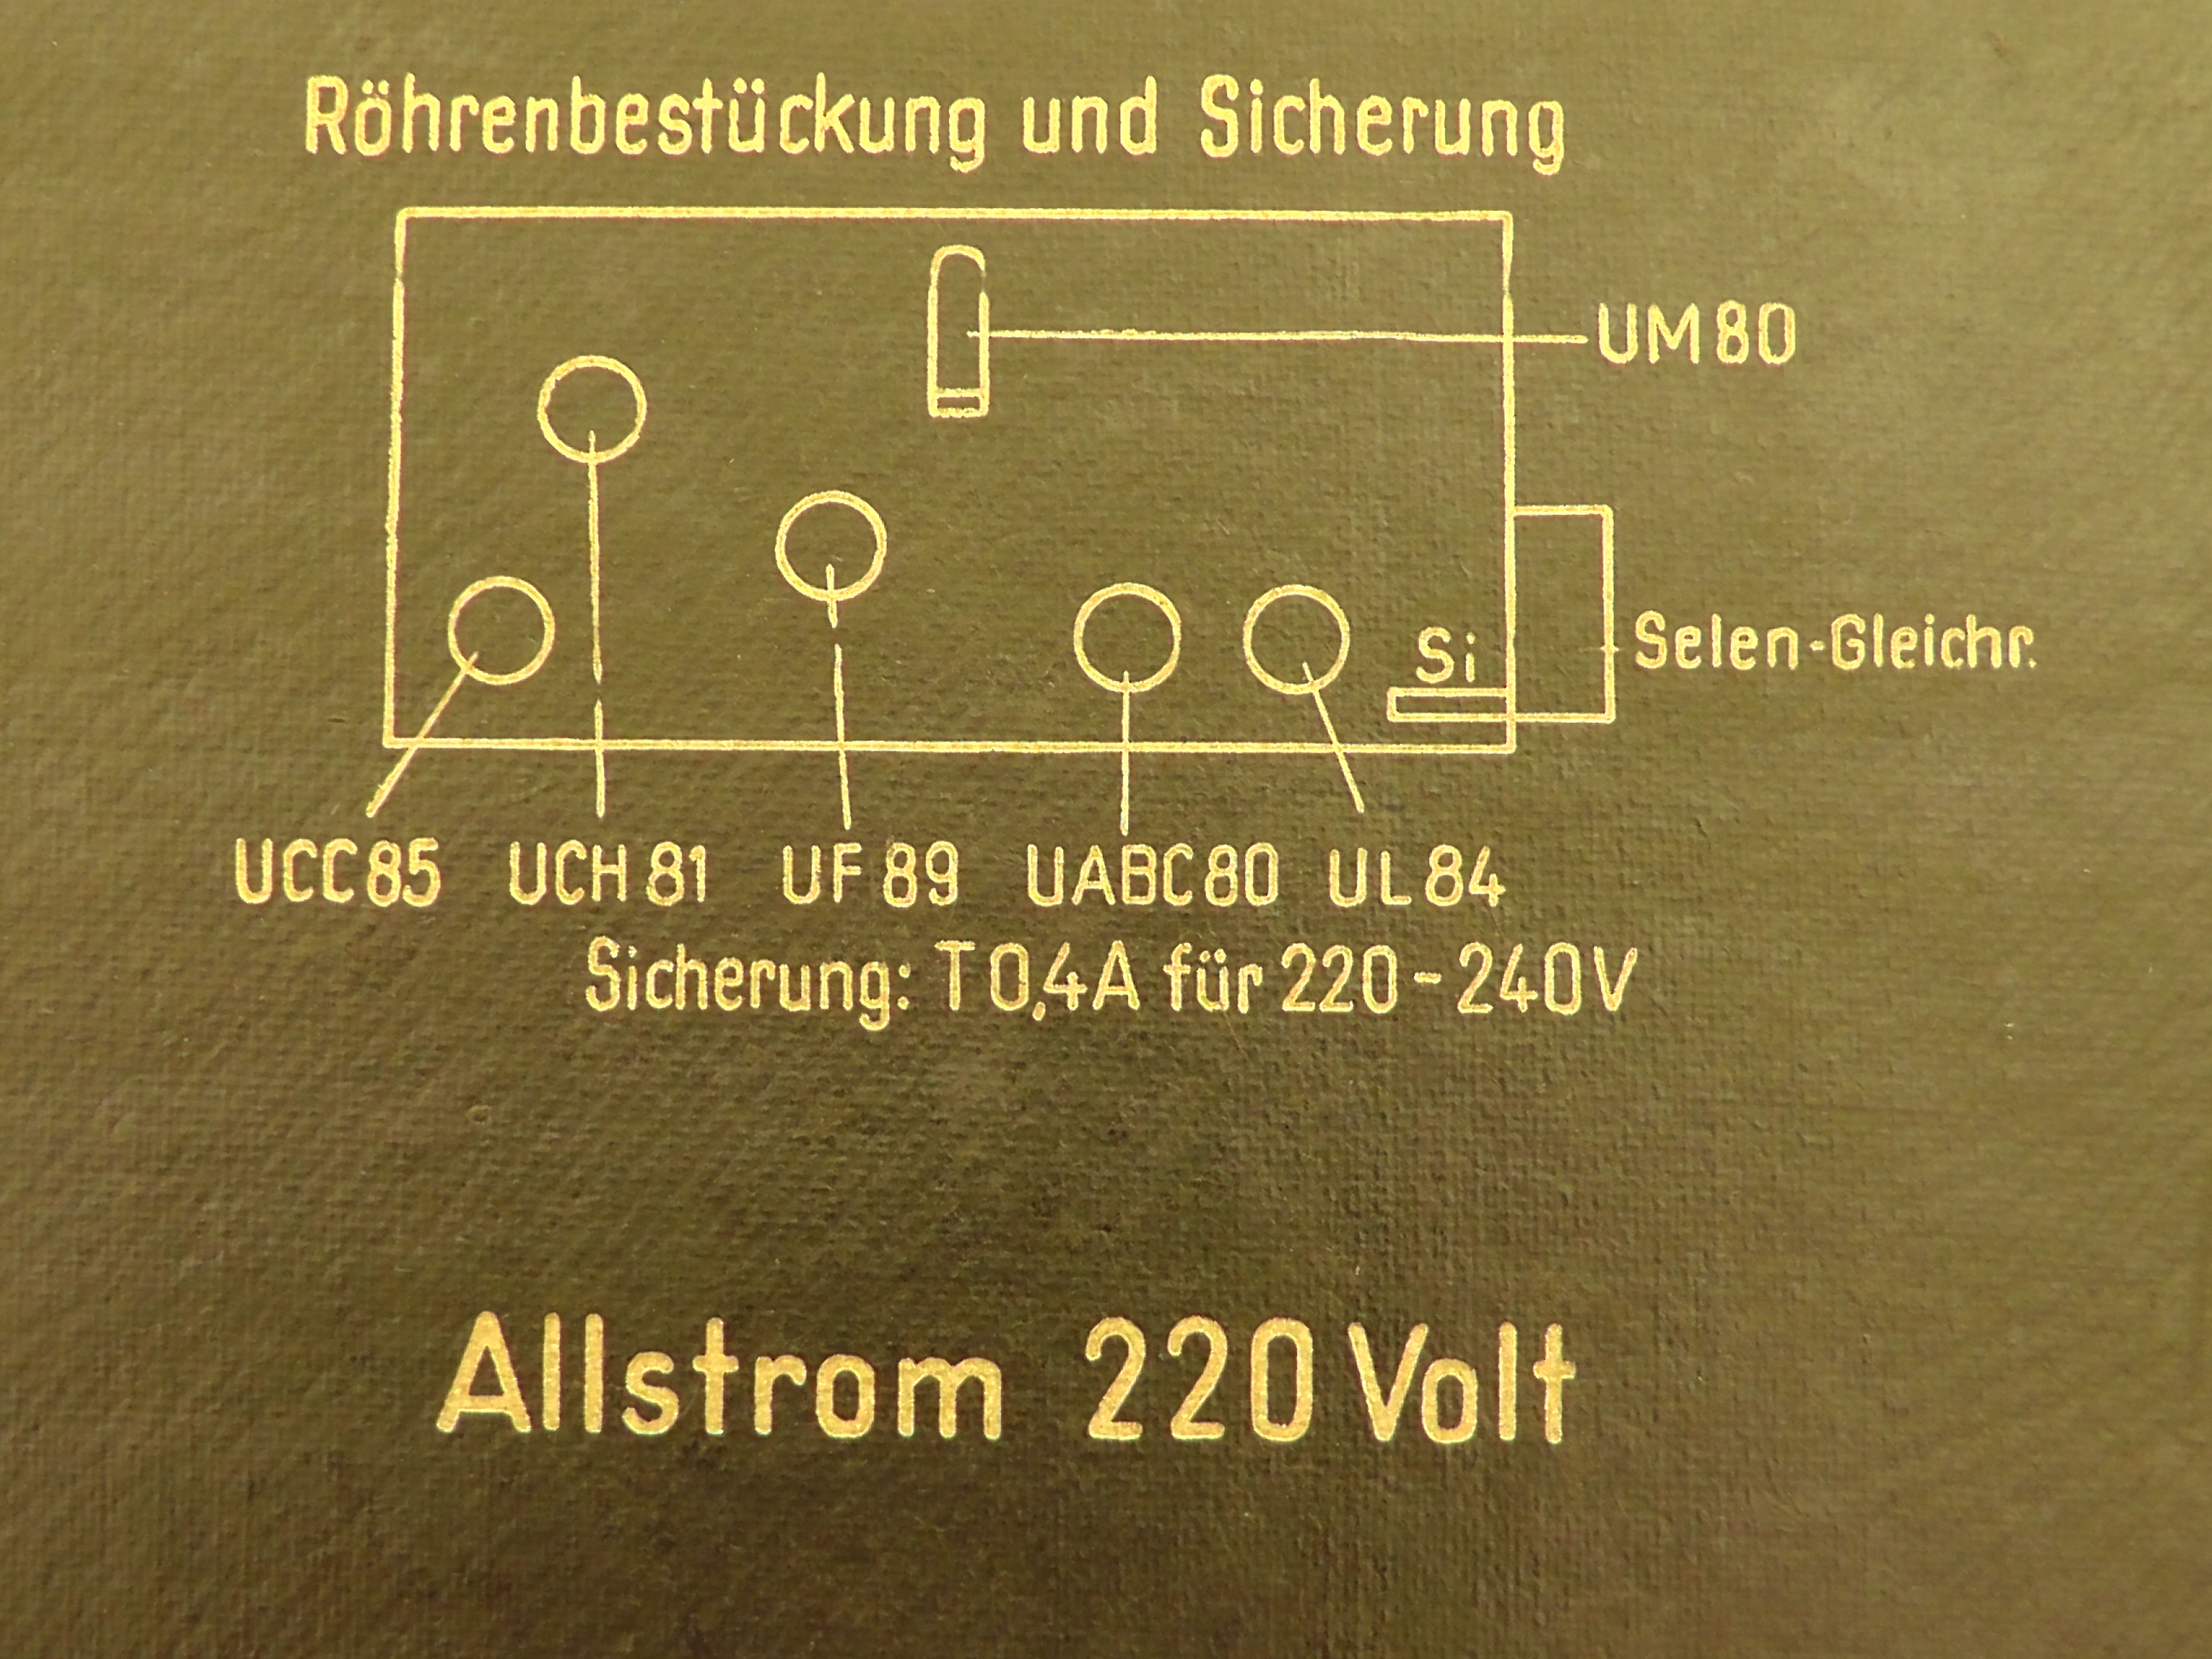 Röhrenbestückung und Sicherung
UM80
Si
Selen-Gleichr.
UCC85 UCH81 UF89 UABC80 UL84
Sicherung: T0,4A für 220-240V
Allstrom 220 Volt